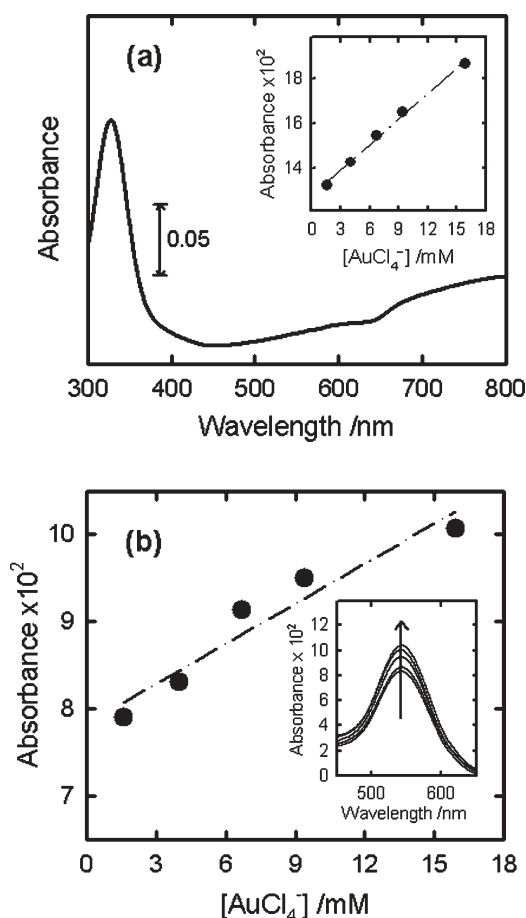 (a)
Absorbance
0.05
300 400 500 600 700 800
Wavelength /nm
Absorbance x10²
18
16
14
0 3 6 9 12 15 18
[AuCl₄⁻] /mM
(b)
Absorbance x10²
10
9
8
7
0 3 6 9 12 15 18
[AuCl₄⁻] /mM
Absorbance x 10²
12
10
8
6
4
2
0
500 600
Wavelength /nm